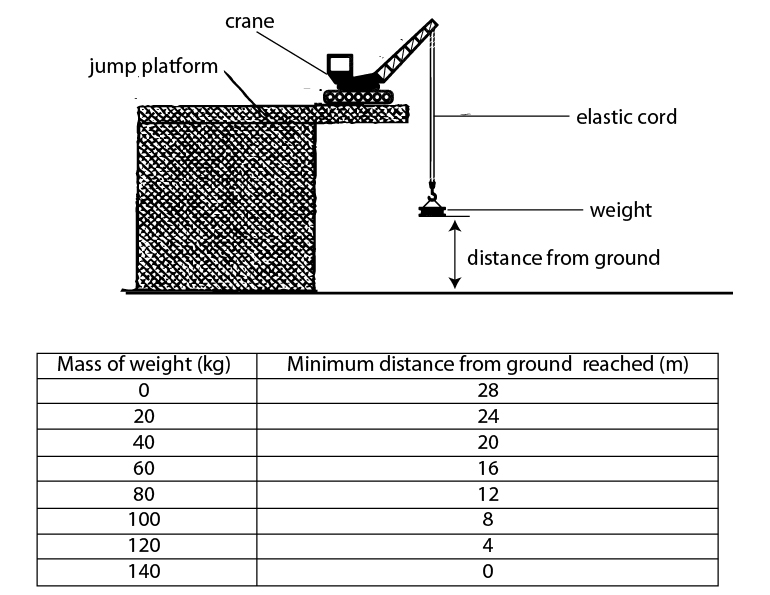 crane
jump platform
elastic cord
weight
distance from ground
Mass of weight (kg) Minimum distance from ground reached (m)
0 28
20 24
40 20
60 16
80 12
100 8
120 4
140 0